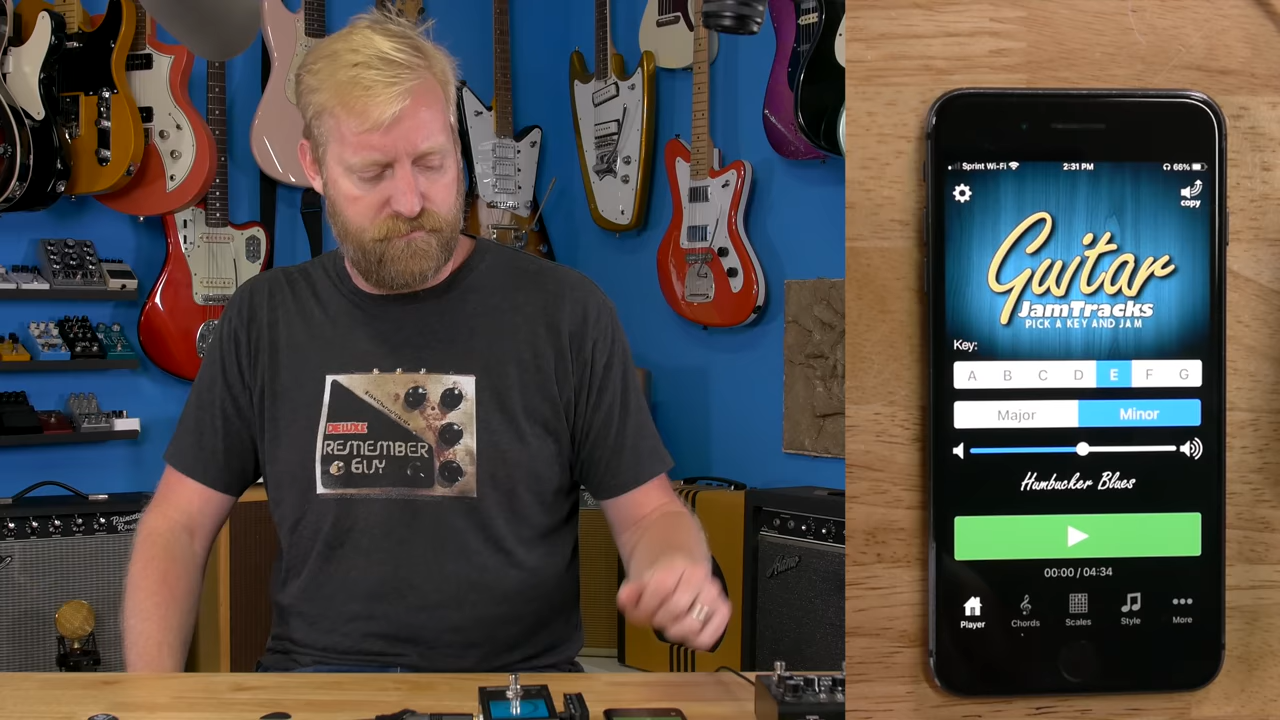 DELUXE
REMEMBER
GUY
Princeton
Sprint Wi-Fi
2:31 PM
66%
copy
Guitar
JamTracks
PICK A KEY AND JAM
Key:
A B C D E F G
Major Minor
Humbucker Blues
00:00 / 04:34
Player Chords Scales Style More